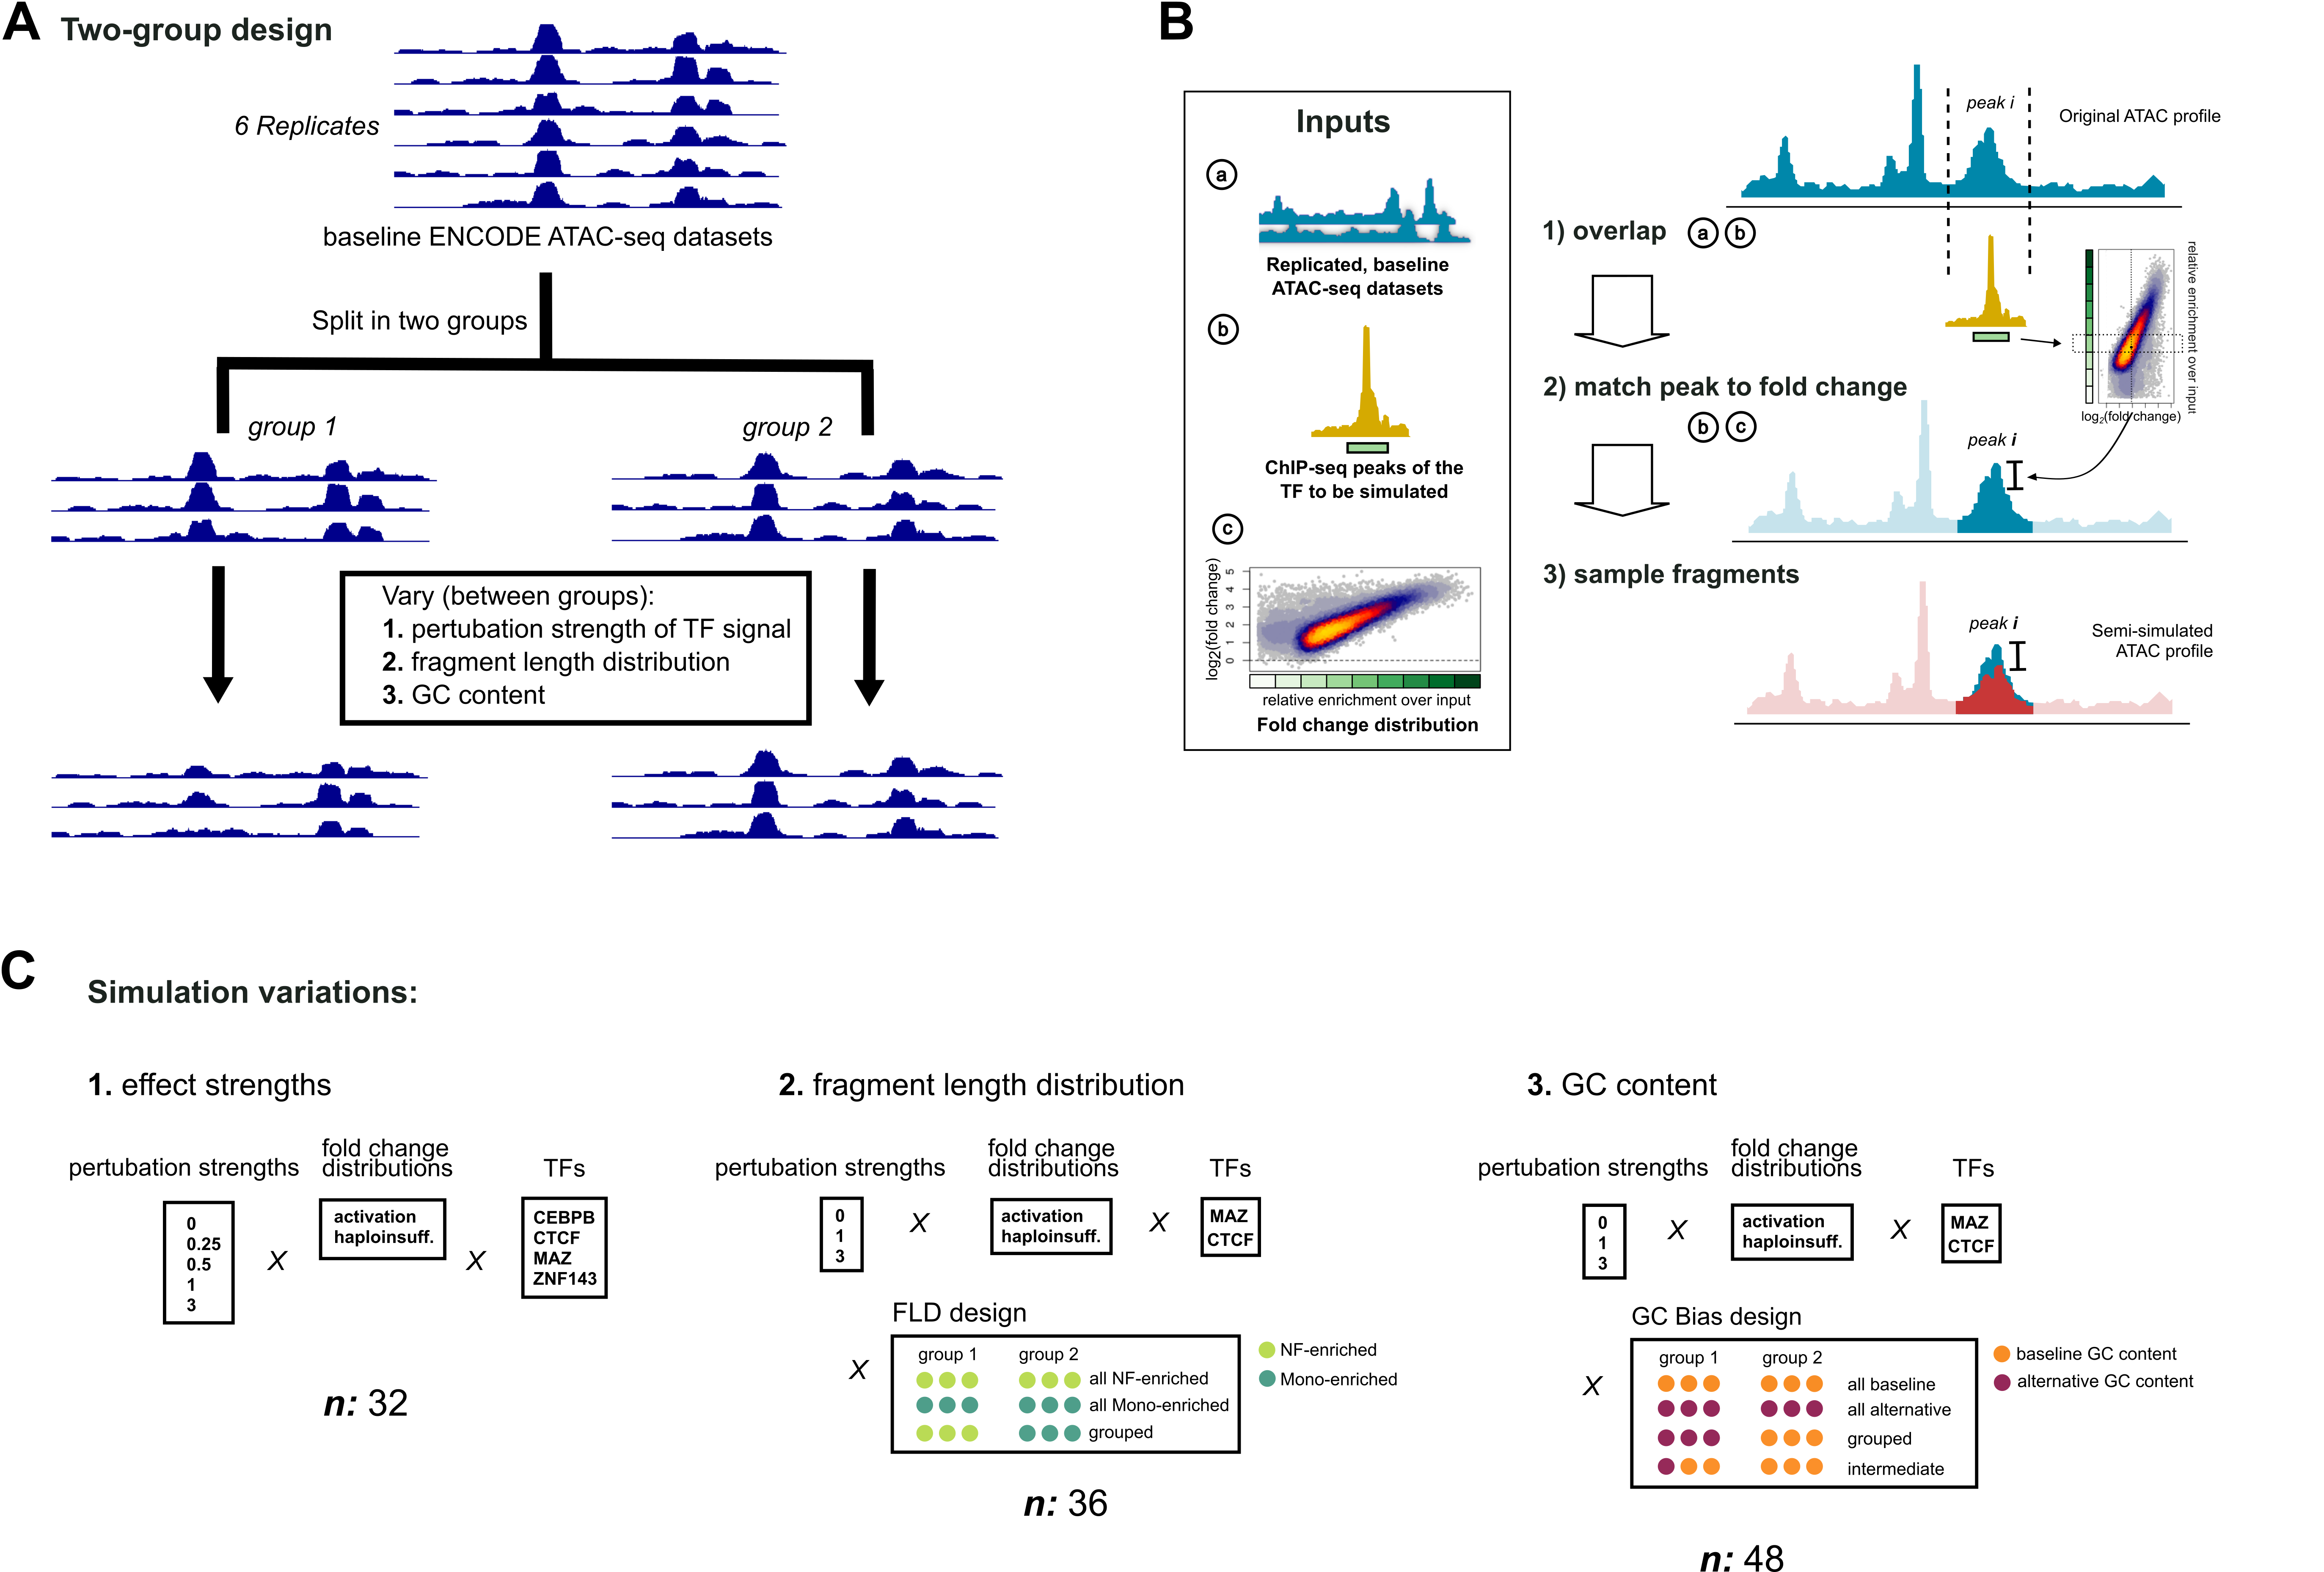 A
Two-group design
6 Replicates
baseline ENCODE ATAC-seq datasets
Split in two groups
group 1
group 2
Vary (between groups):
1. pertubation strength of TF signal
2. fragment length distribution
3. GC content
B
Inputs
a
Replicated, baseline
ATAC-seq datasets
b
ChIP-seq peaks of the
TF to be simulated
c
log2(fold change)
5
4
3
2
1
0
relative enrichment over input
Fold change distribution
peak i
Original ATAC profile
1) overlap a b
relative enrichment over input
log2(fold change)
2) match peak to fold change
b c
peak i
3) sample fragments
peak i
Semi-simulated
ATAC profile
C
Simulation variations:
1. effect strengths
pertubation strengths
fold change
distributions
TFs
0
0.25
0.5
1
3
X
activation
haploinsuff.
X
CEBPB
CTCF
MAZ
ZNF143
n: 32
2. fragment length distribution
pertubation strengths
fold change
distributions
TFs
0
1
3
X
activation
haploinsuff.
X
MAZ
CTCF
X
FLD design
group 1 group 2
all NF-enriched
all Mono-enriched
grouped
NF-enriched
Mono-enriched
n: 36
3. GC content
pertubation strengths
fold change
distributions
TFs
0
1
3
X
activation
haploinsuff.
X
MAZ
CTCF
X
GC Bias design
group 1 group 2
all baseline
all alternative
grouped
intermediate
baseline GC content
alternative GC content
n: 48